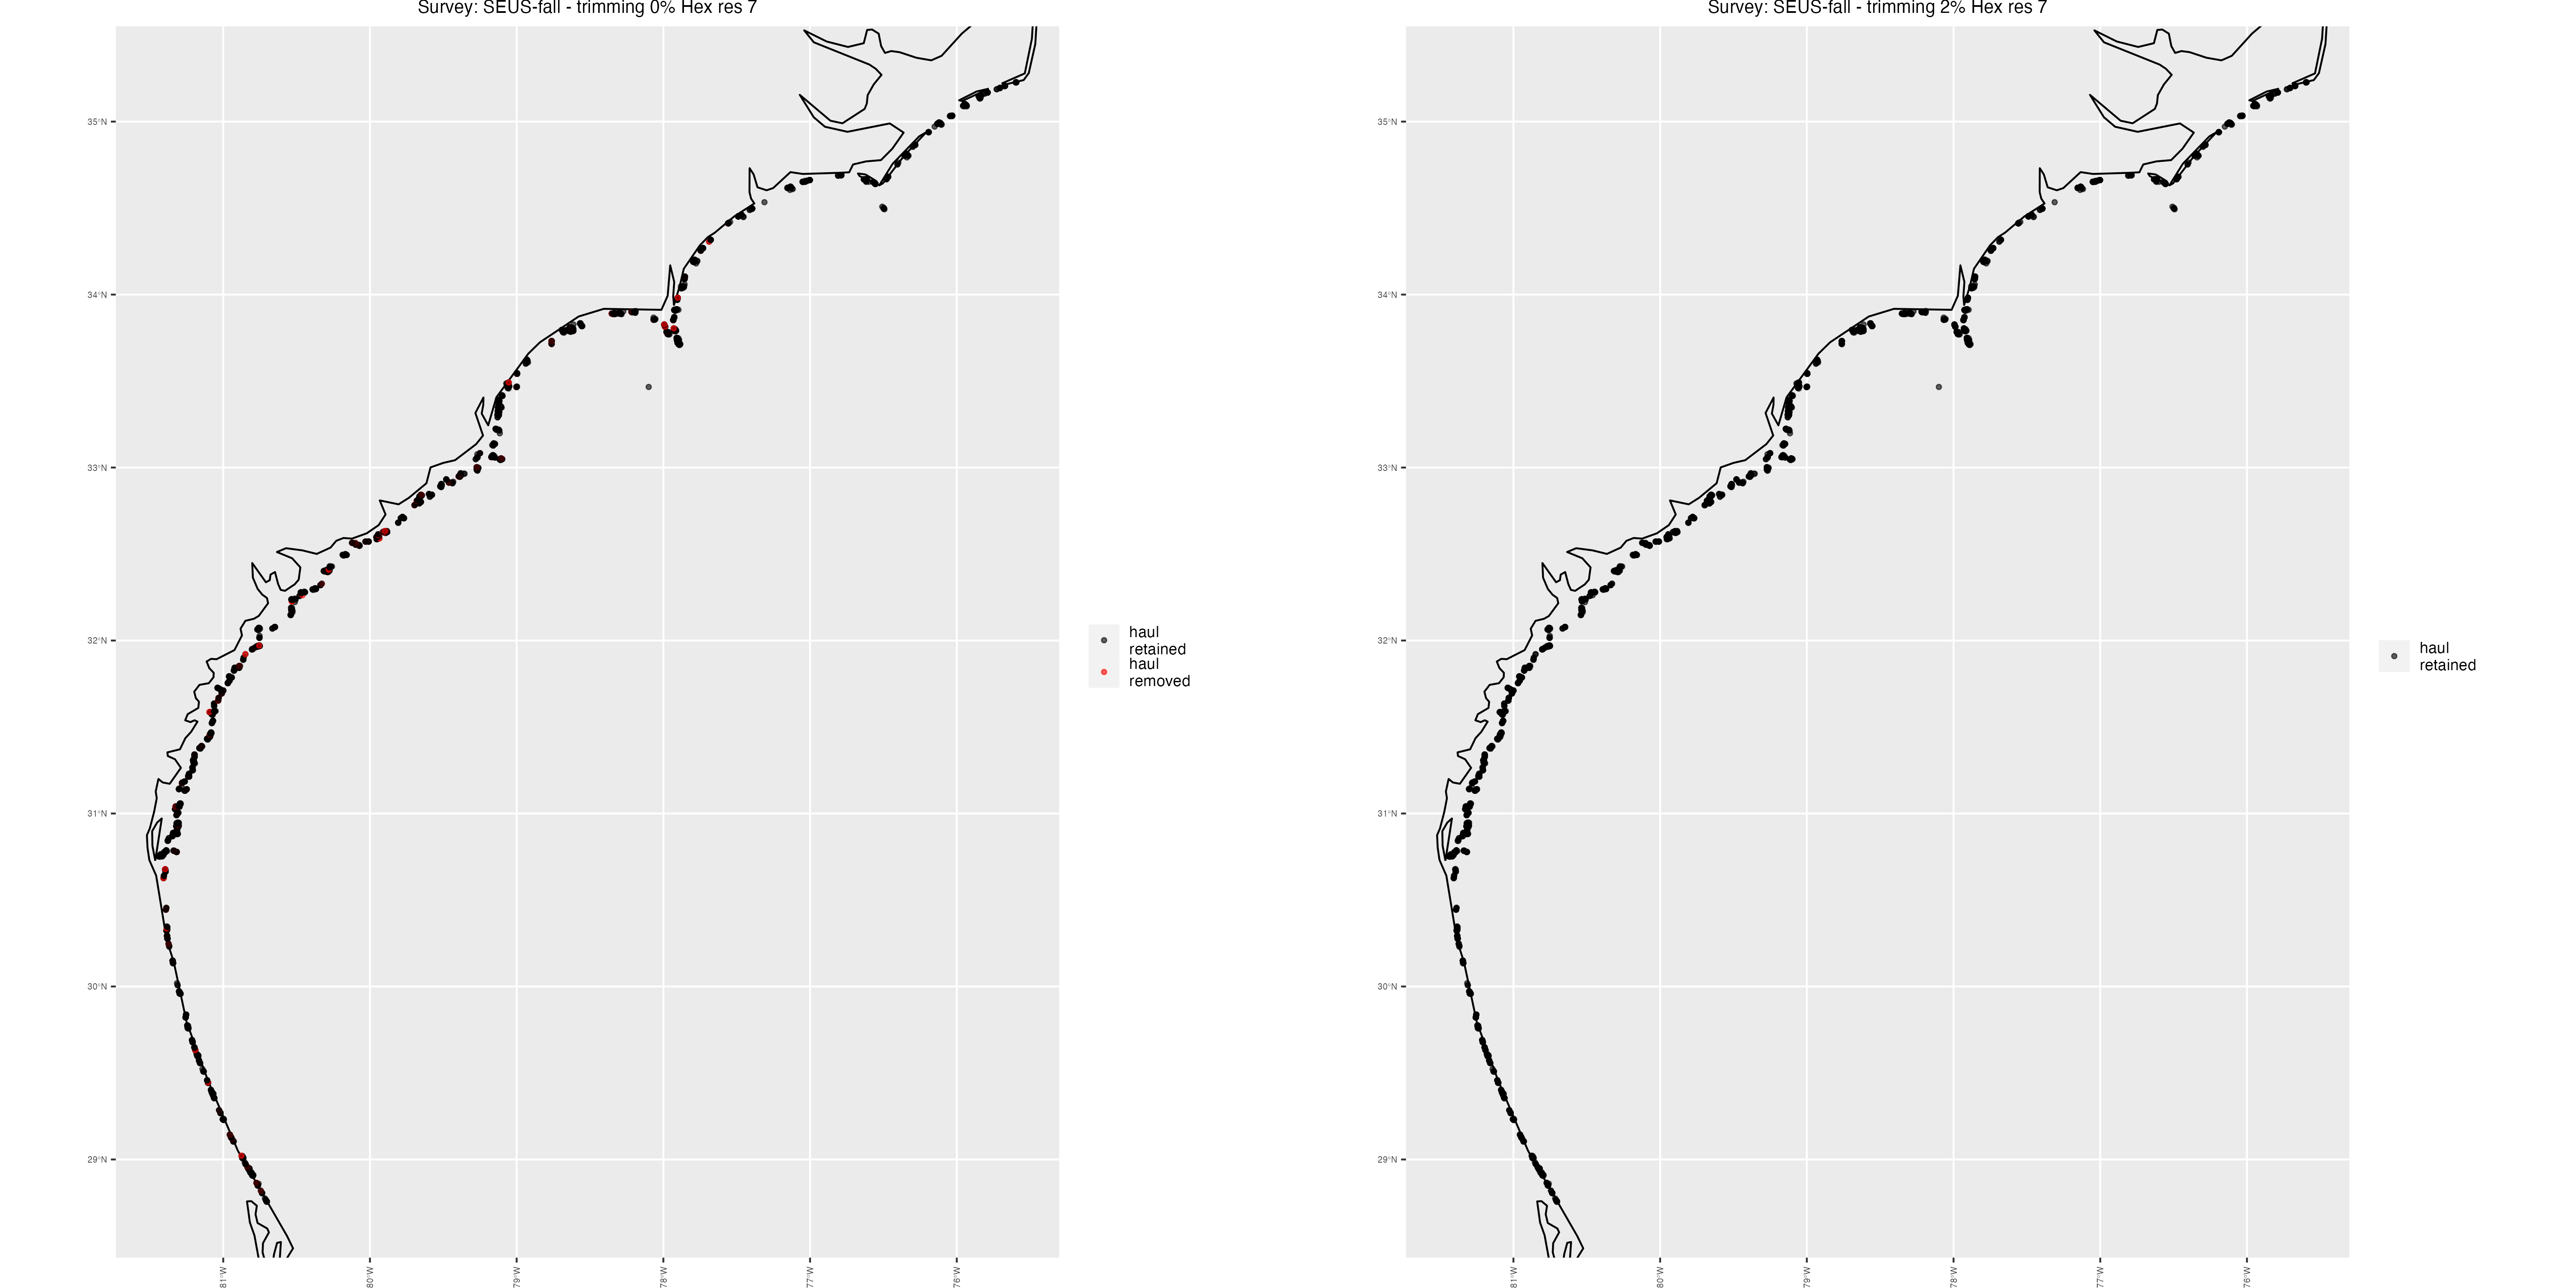 Survey: SEUS-fall - trimming 0% Hex res 7
35°N
34°N
33°N
32°N
31°N
30°N
29°N
81°W
80°W
79°W
78°W
77°W
76°W
haul
retained
haul
removed
Survey: SEUS-fall - trimming 2% Hex res 7
35°N
34°N
33°N
32°N
31°N
30°N
29°N
81°W
80°W
79°W
78°W
77°W
76°W
haul
retained